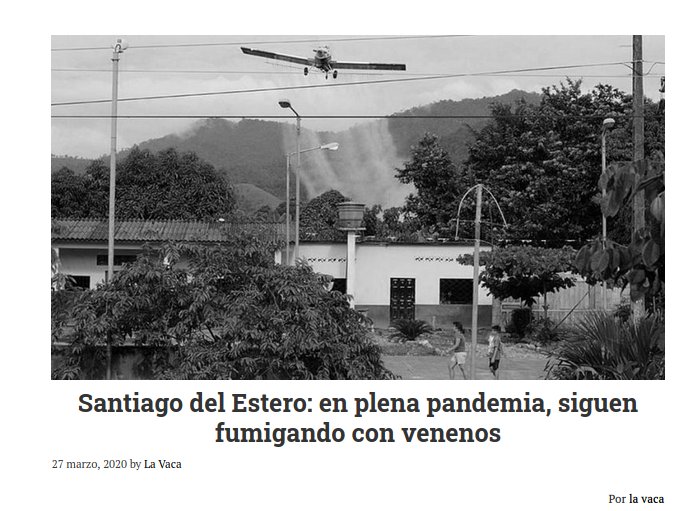 Santiago del Estero: en plena pandemia, siguen
fumigando con venenos
27 marzo, 2020 by La Vaca
Por la vaca